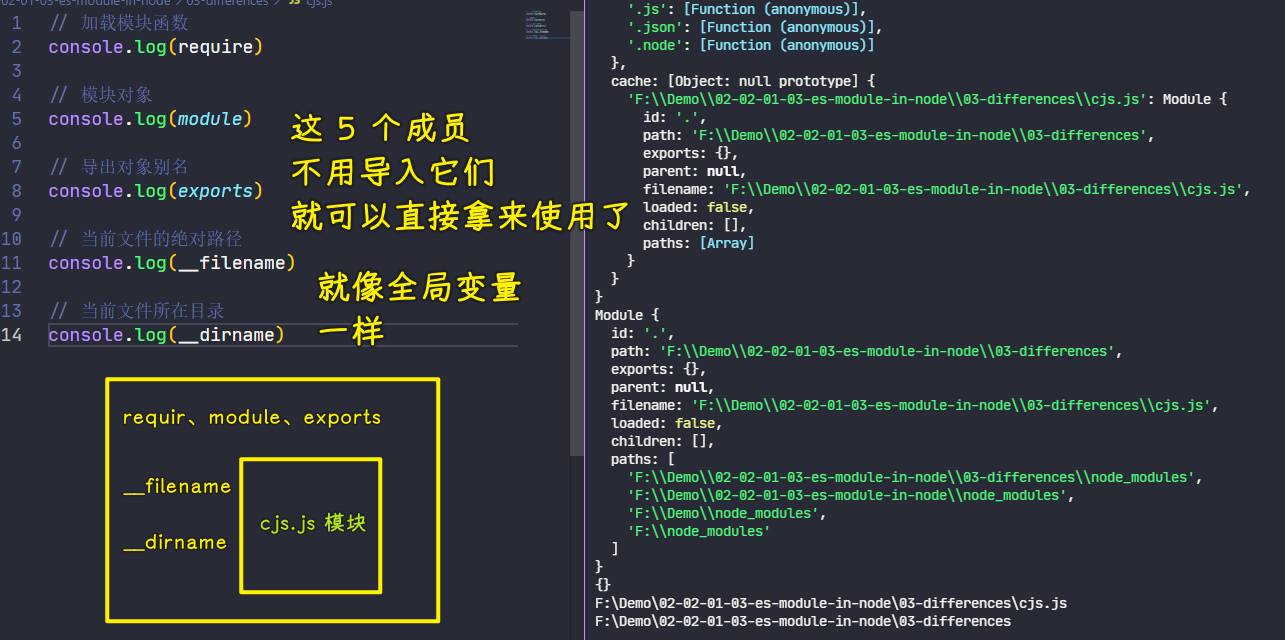 02-02-01-03-es-module-in-node > 03-differences > JS cjs.js
1 // 加载模块函数
2 console.log(require)
3
4 // 模块对象
5 console.log(module)
6
7 // 导出对象别名
8 console.log(exports)
9
10 // 当前文件的绝对路径
11 console.log(__filename)
12
13 // 当前文件所在目录
14 console.log(__dirname)
这 5 个成员
不用导入它们
就可以直接拿来使用了
就像全局变量
一样
requir、module、exports
__filename
cjs.js 模块
__dirname
'.js': [Function (anonymous)],
'.json': [Function (anonymous)],
'.node': [Function (anonymous)]
},
cache: [Object: null prototype] {
'F:\\Demo\\02-02-01-03-es-module-in-node\\03-differences\\cjs.js': Module {
id: '.',
path: 'F:\\Demo\\02-02-01-03-es-module-in-node\\03-differences',
exports: {},
parent: null,
filename: 'F:\\Demo\\02-02-01-03-es-module-in-node\\03-differences\\cjs.js',
loaded: false,
children: [],
paths: [Array]
}
}
}
Module {
id: '.',
path: 'F:\\Demo\\02-02-01-03-es-module-in-node\\03-differences',
exports: {},
parent: null,
filename: 'F:\\Demo\\02-02-01-03-es-module-in-node\\03-differences\\cjs.js',
loaded: false,
children: [],
paths: [
'F:\\Demo\\02-02-01-03-es-module-in-node\\03-differences\\node_modules',
'F:\\Demo\\02-02-01-03-es-module-in-node\\node_modules',
'F:\\Demo\\node_modules',
'F:\\node_modules'
]
}
{}
F:\Demo\02-02-01-03-es-module-in-node\03-differences\cjs.js
F:\Demo\02-02-01-03-es-module-in-node\03-differences